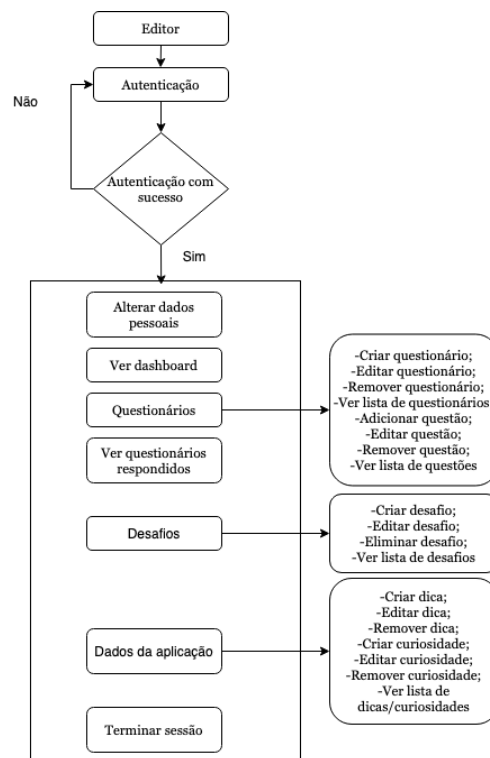 Editor
Autenticação
Não
Autenticação com
sucesso
Sim
Alterar dados
pessoais
Ver dashboard
Questionários
Ver questionários
respondidos
-Criar questionário;
-Editar questionário;
-Remover questionário;
-Ver lista de questionários
-Adicionar questão;
-Editar questão;
-Remover questão;
-Ver lista de questões
Desafios
-Criar desafio;
-Editar desafio;
-Eliminar desafio;
-Ver lista de desafios
Dados da aplicação
-Criar dica;
-Editar dica;
-Remover dica;
-Criar curiosidade;
-Editar curiosidade;
-Remover curiosidade;
-Ver lista de
dicas/curiosidades
Terminar sessão